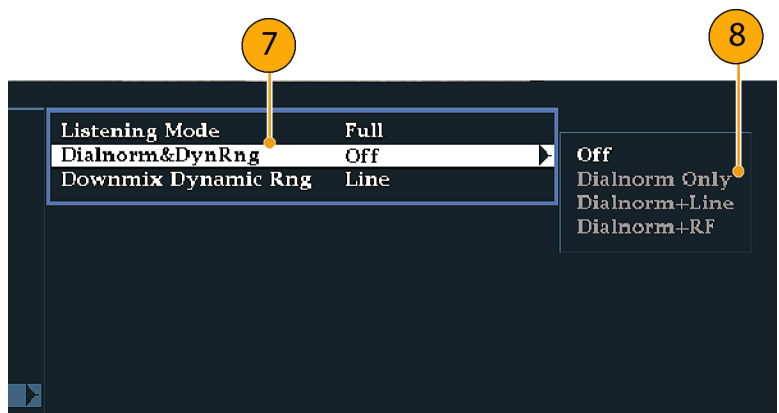 7
8
Listening Mode Full
Dialnorm&DynRng Off
Downmix Dynamic Rng Line
Off
Dialnorm Only
Dialnorm+Line
Dialnorm+RF